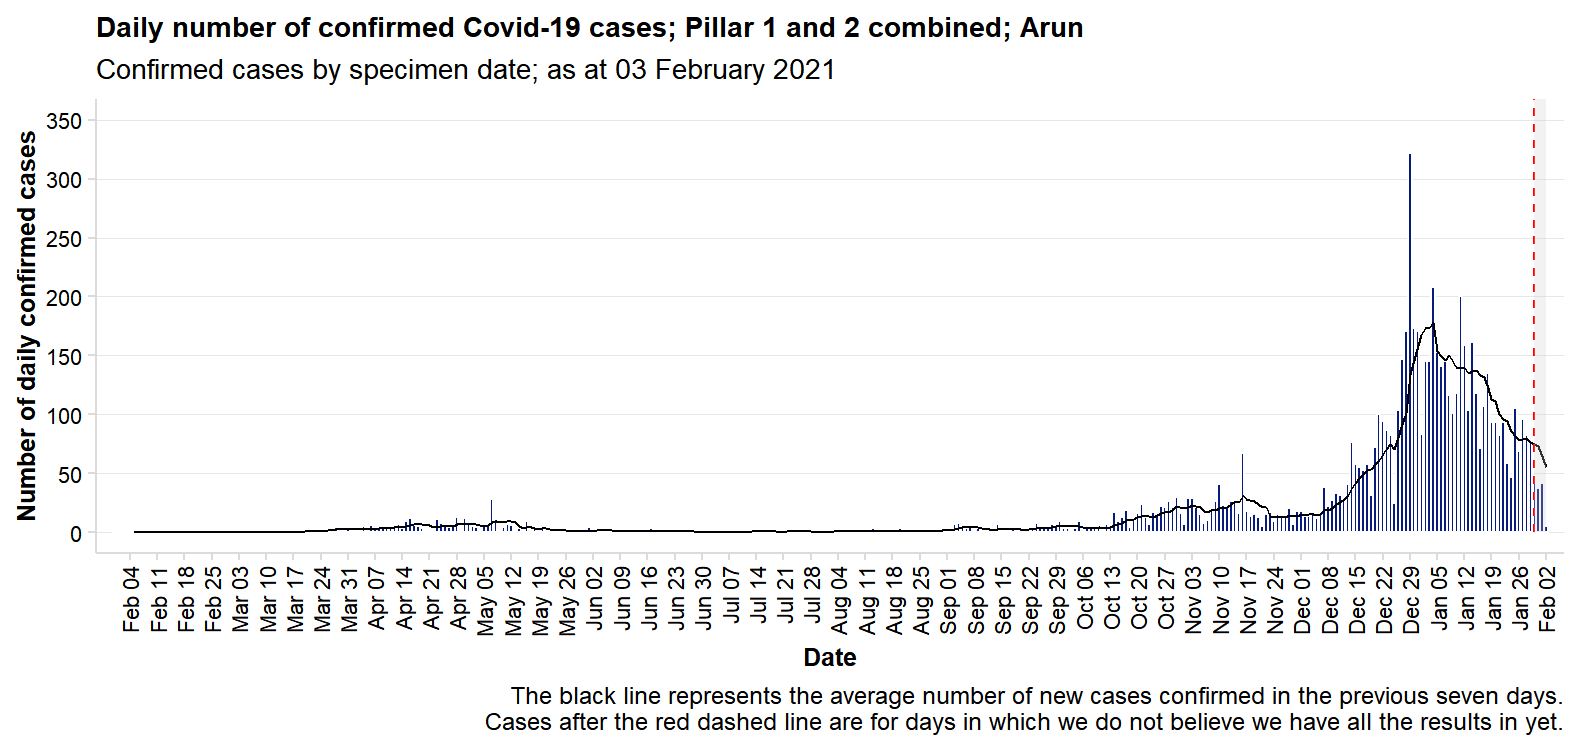 Daily number of confirmed Covid-19 cases; Pillar 1 and 2 combined; Arun
Confirmed cases by specimen date; as at 03 February 2021
Number of daily confirmed cases
350
300
250
200
150
100
50
0
Feb 04
Feb 11
Feb 18
Feb 25
Mar 03
Mar 10
Mar 17
Mar 24
Mar 31
Apr 07
Apr 14
Apr 21
Apr 28
May 05
May 12
May 19
May 26
Jun 02
Jun 09
Jun 16
Jun 23
Jun 30
Jul 07
Jul 14
Jul 21
Jul 28
Aug 04
Aug 11
Aug 18
Aug 25
Sep 01
Sep 08
Sep 15
Sep 22
Sep 29
Oct 06
Oct 13
Oct 20
Oct 27
Nov 03
Nov 10
Nov 17
Nov 24
Dec 01
Dec 08
Dec 15
Dec 22
Dec 29
Jan 05
Jan 12
Jan 19
Jan 26
Feb 02
Date
The black line represents the average number of new cases confirmed in the previous seven days.
Cases after the red dashed line are for days in which we do not believe we have all the results in yet.